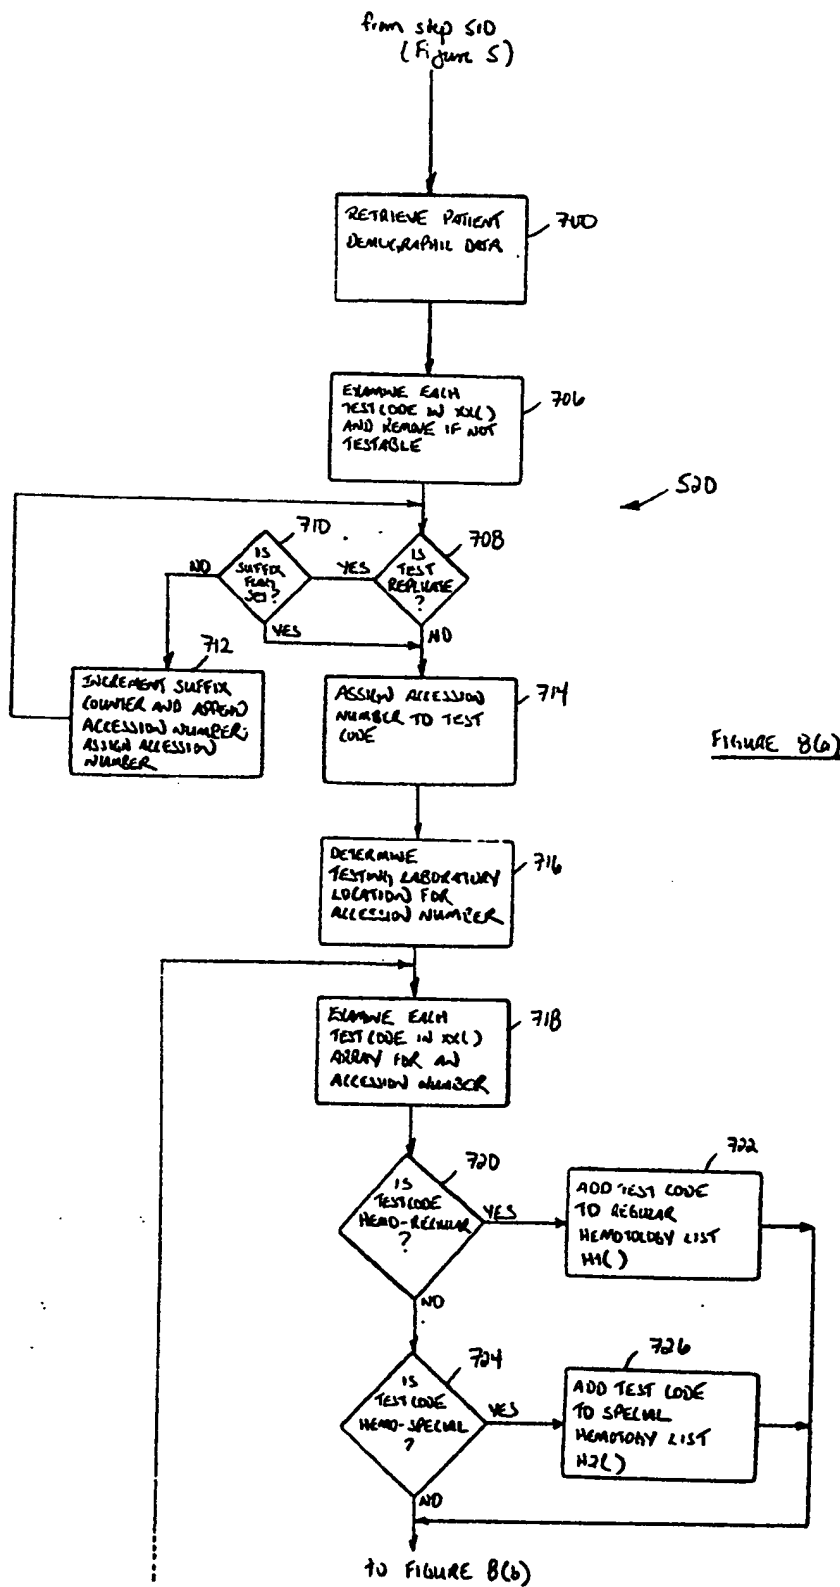 from step 510
(Figure 5)
RETRIEVE PATIENT
DEMOGRAPHIC DATA
700
EXAMINE EACH
TEST CODE IN XX()
AND REMOVE IF NOT
TESTABLE
706
520
710
IS
SUFFIX
FLAG
SET?
NO
YES
YES
708
IS
TEST
REPLICATE
?
NO
712
INCREMENT SUFFIX
COUNTER AND APPEND
ACCESSION NUMBER;
ASSIGN ACCESSION
NUMBER
ASSIGN ACCESSION
NUMBER TO TEST
CODE
714
FIGURE 8(a)
DETERMINE
TESTING LABORATORY
LOCATION FOR
ACCESSION NUMBER
716
EXAMINE EACH
TEST CODE IN XX()
ARRAY FOR AN
ACCESSION NUMBER
718
720
IS
TEST CODE
HEMO-REGULAR
?
YES
NO
722
ADD TEST CODE
TO REGULAR
HEMOTOLOGY LIST
H1()
724
IS
TEST CODE
HEMO-SPECIAL
?
YES
NO
726
ADD TEST CODE
TO SPECIAL
HEMOTOLOGY LIST
H2()
to FIGURE 8(b)